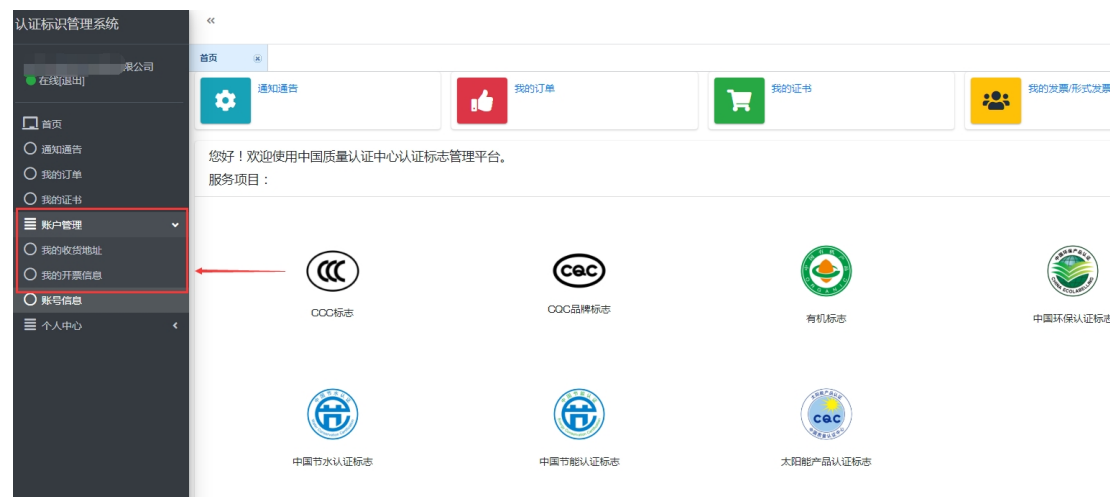 认证标识管理系统
限公司
在线[退出]
首页
通知通告
我的订单
我的证书
账户管理
我的收货地址
我的开票信息
账号信息
个人中心
«
首页
通知通告
我的订单
我的证书
我的发票/形式发票
您好！欢迎使用中国质量认证中心认证标志管理平台。
服务项目：
CCC标志
CQC
CQC品牌标志
有机标志
中国环保认证标志
中国节水认证标志
中国节能认证标志
CQC
太阳能产品认证标志